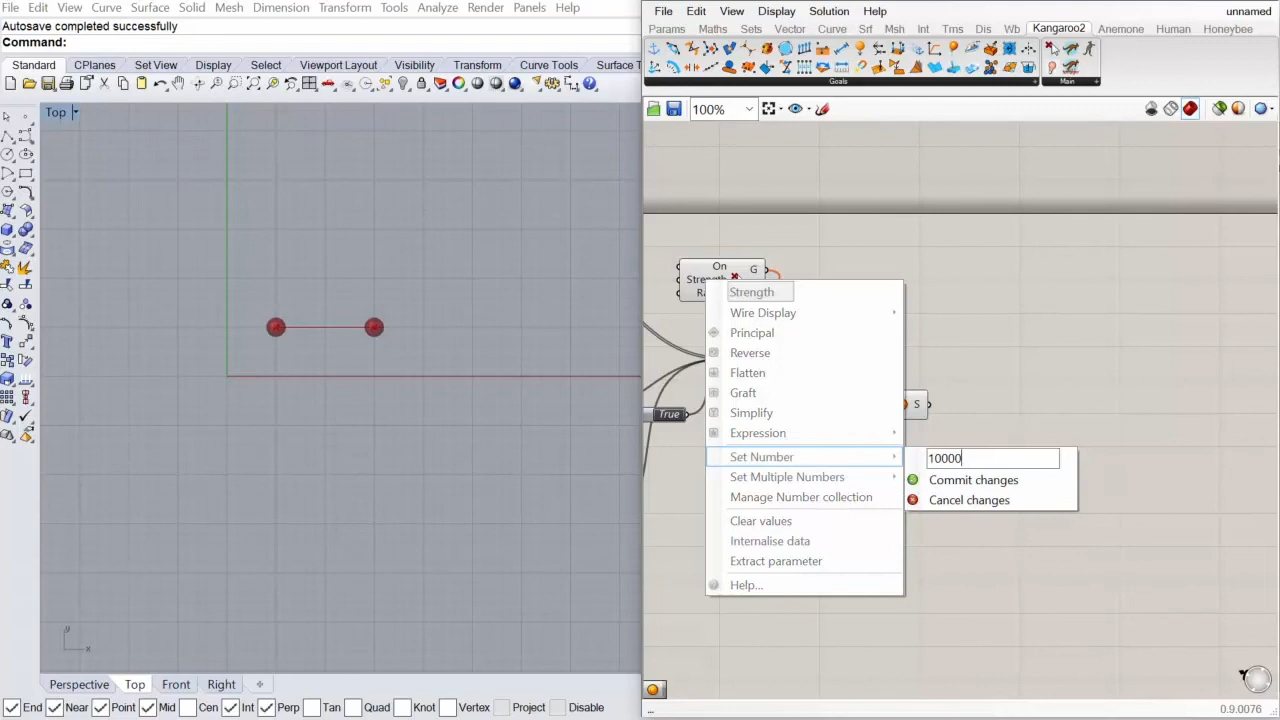 File Edit View Curve Surface Solid Mesh Dimension Transform Tools Analyze Render Panels Help
Autosave completed successfully
Command:
Standard CPlanes Set View Display Select Viewport Layout Visibility Transform Curve Tools Surface T
Top
y
x
Perspective Top Front Right
End Near Point Mid Cen Int Perp Tan Quad Knot Vertex Project Disable
File Edit View Display Solution Help unnamed
Params Maths Sets Vector Curve Srf Msh Int Trns Dis Wb Kangaroo2 Anemone Human Honeybee
Goals Main
100%
On
G
Strength
Ra
True
S
Strength
Wire Display
Principal
Reverse
Flatten
Graft
Simplify
Expression
Set Number
10000
Set Multiple Numbers
Commit changes
Manage Number collection
Cancel changes
Clear values
Internalise data
Extract parameter
Help...
...
0.9.0076